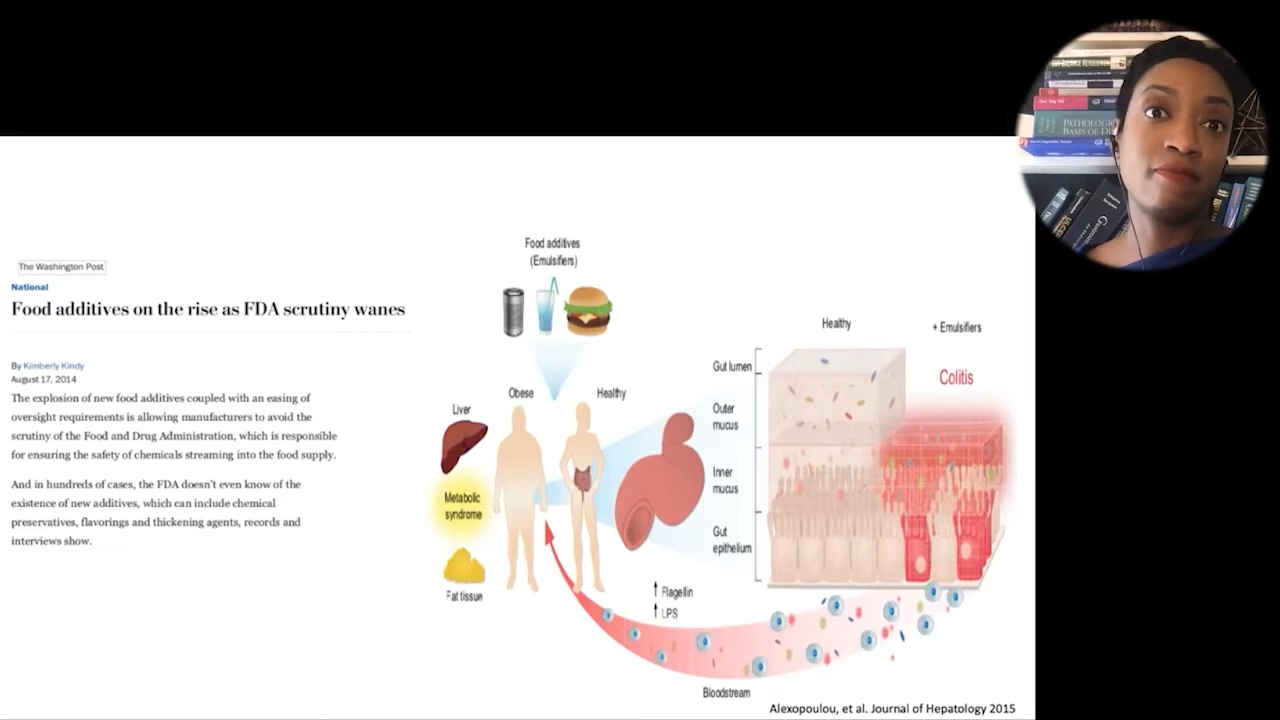 The Washington Post
National
Food additives on the rise as FDA scrutiny wanes
By Kimberly Kindy
August 17, 2014
The explosion of new food additives coupled with an easing of
oversight requirements is allowing manufacturers to avoid the
scrutiny of the Food and Drug Administration, which is responsible
for ensuring the safety of chemicals streaming into the food supply.
And in hundreds of cases, the FDA doesn't even know of the
existence of new additives, which can include chemical
preservatives, flavorings and thickening agents, records and
interviews show.
Food additives
(Emulsifiers)
Obese
Healthy
Liver
Metabolic
syndrome
Fat tissue
Healthy
+ Emulsifiers
Colitis
Gut lumen
Outer
mucus
Inner
mucus
Gut
epithelium
↑ Flagellin
↑ LPS
Bloodstream
Alexopoulou, et al. Journal of Hepatology 2015
PATHOLOGIC
BASIS OF